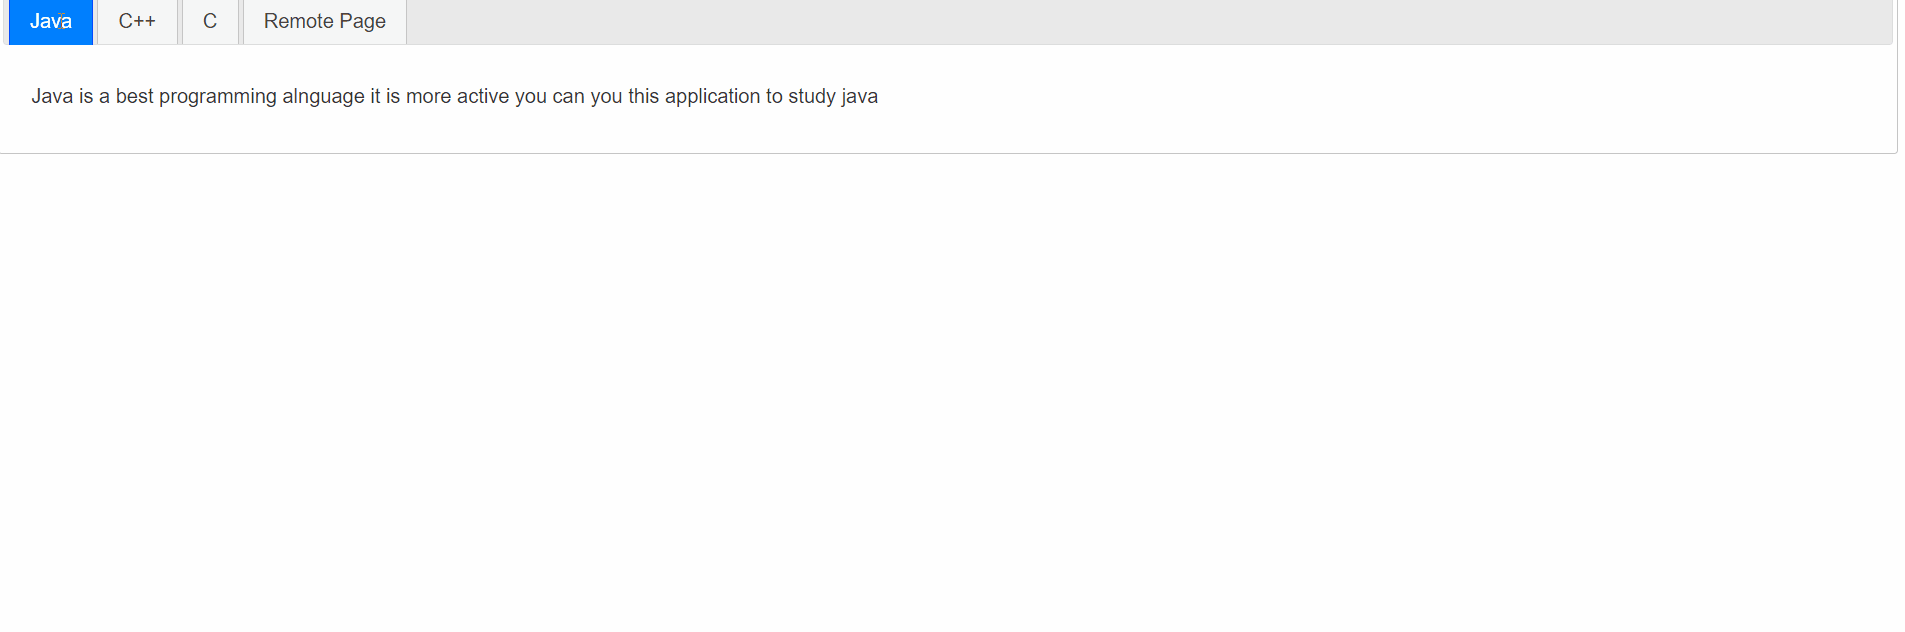 Java C++ C Remote Page
Java is a best programming alnguage it is more active you can you this application to study java